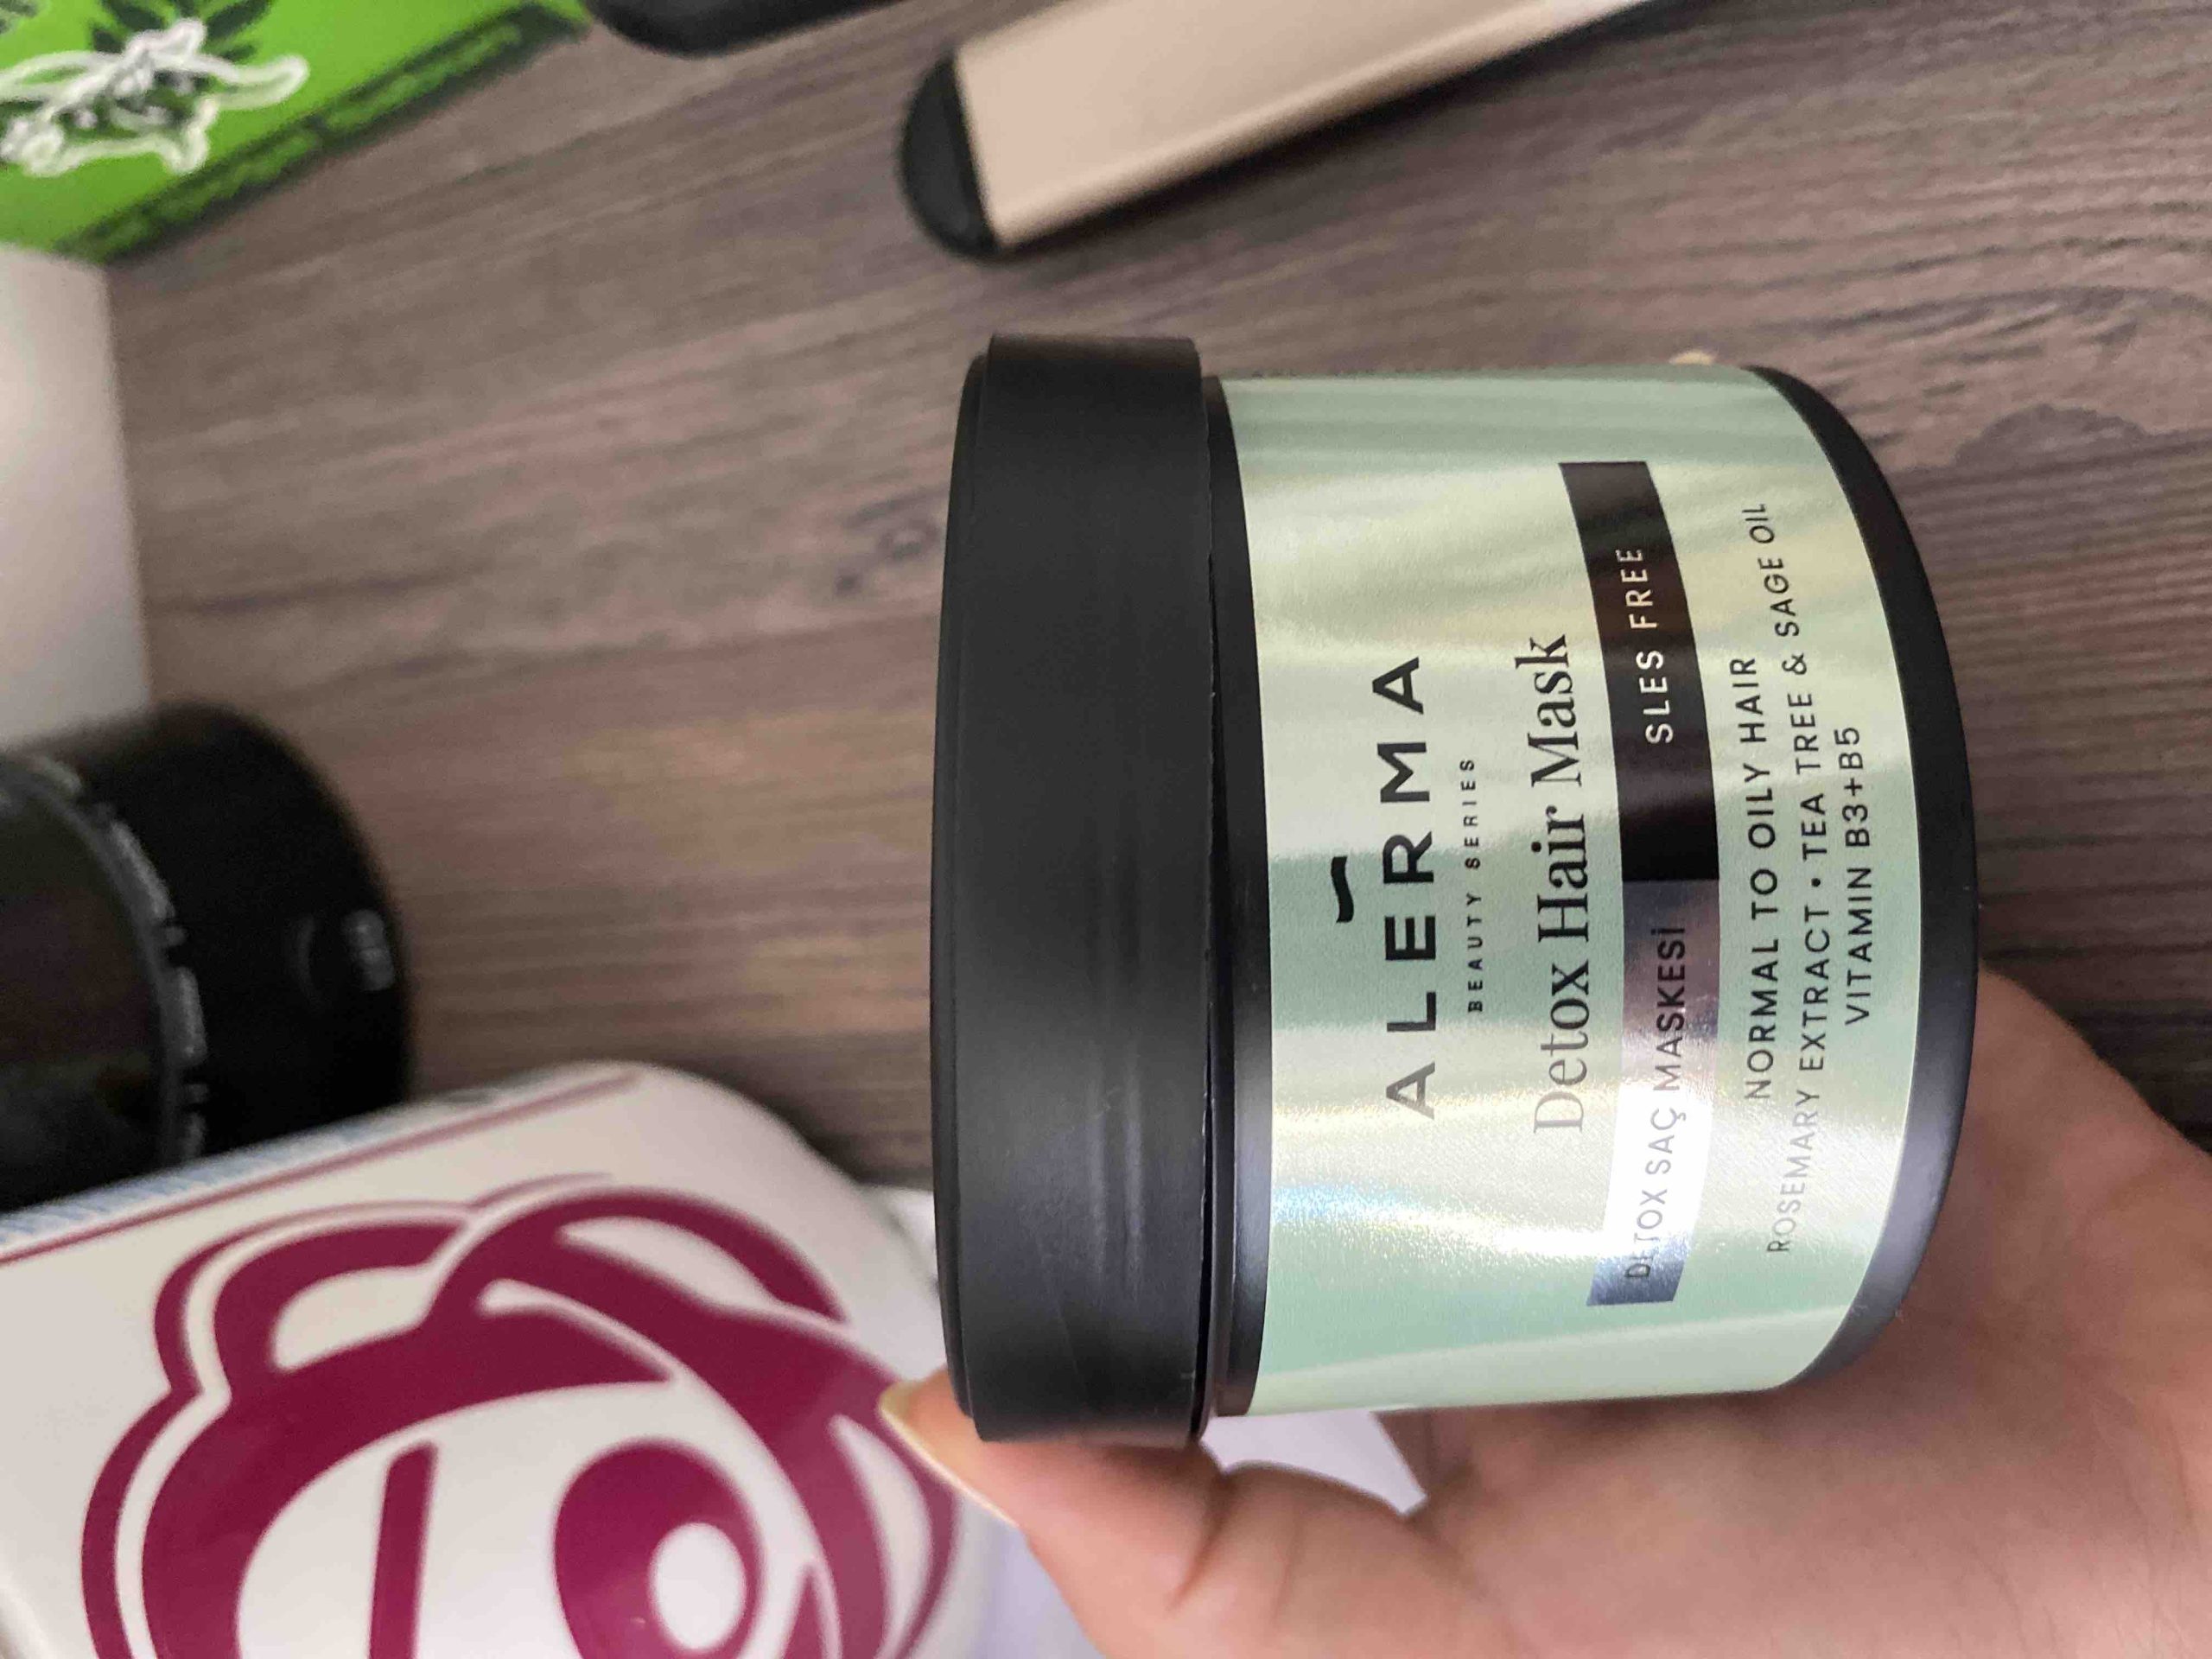 ALERMA
BEAUTY SERIES
Detox Hair Mask
DETOX SAÇ MASKESİ SLES FREE
NORMAL TO OILY HAIR
ROSEMARY EXTRACT • TEA TREE & SAGE OIL
VITAMIN B3+B5